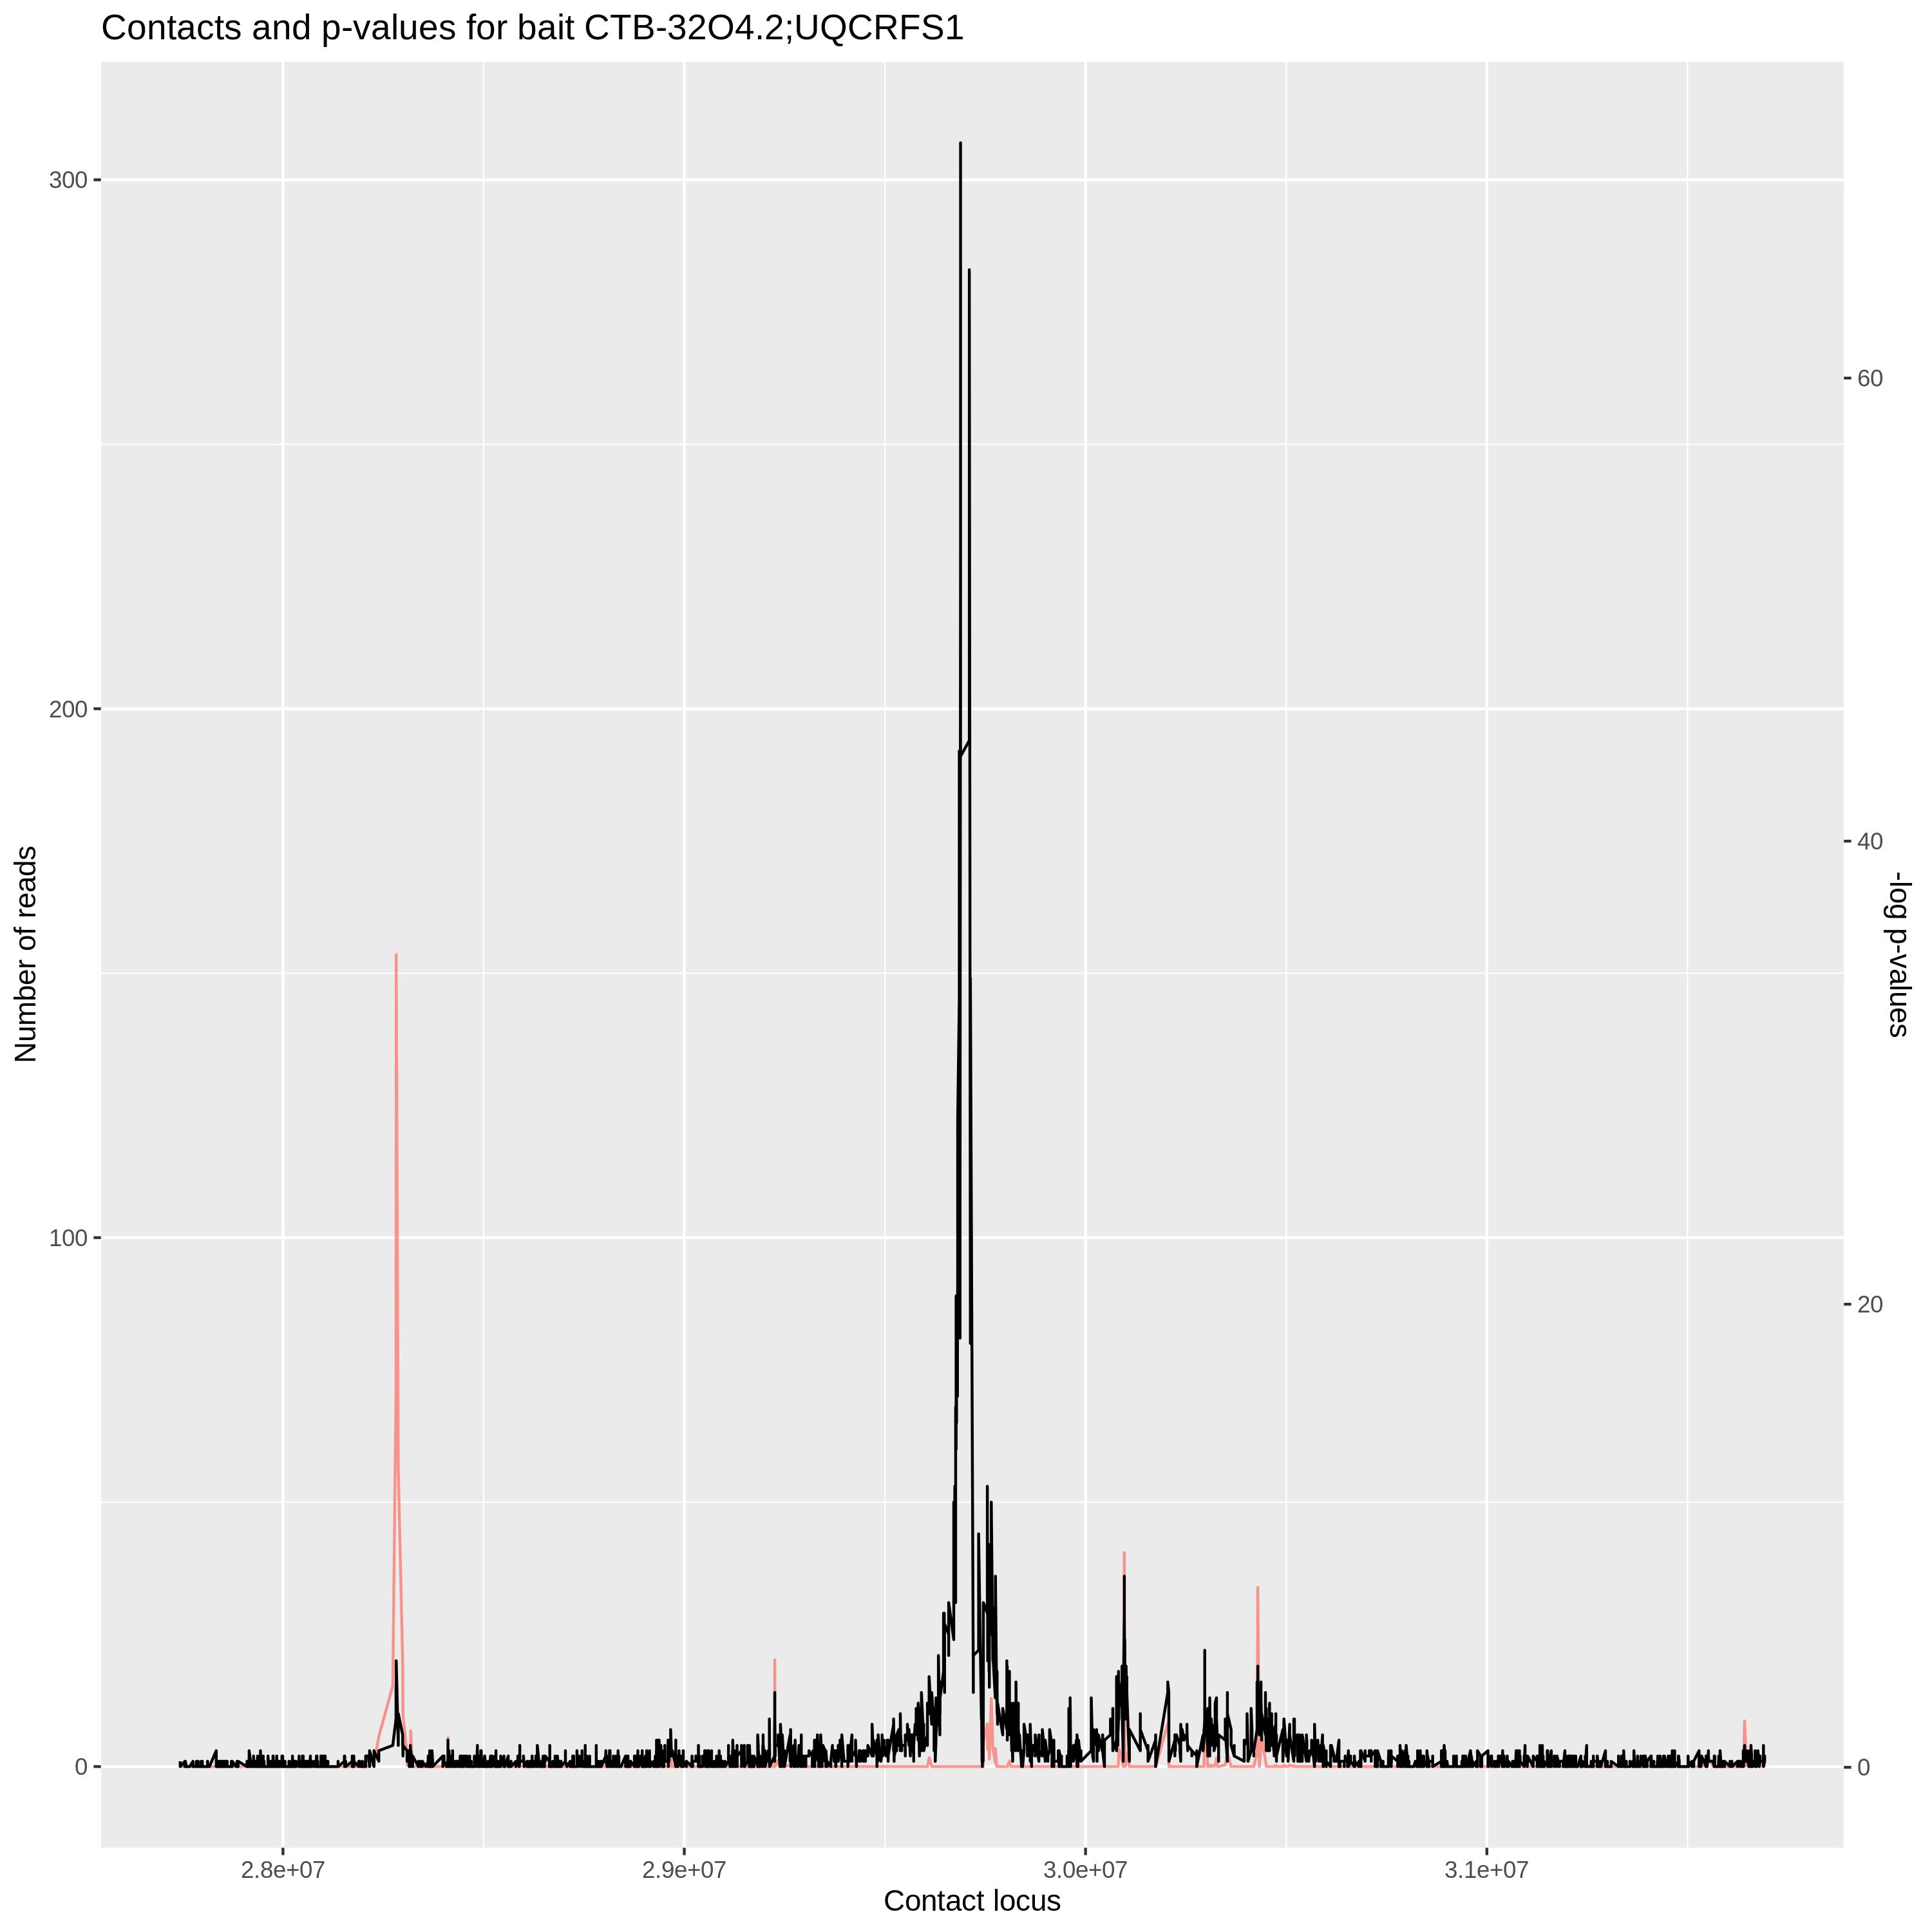 Contacts and p-values for bait CTB-32O4.2;UQCRFS1
300
200
100
0
Number of reads
60
40
20
0
-log p-values
2.8e+07 2.9e+07 3.0e+07 3.1e+07
Contact locus